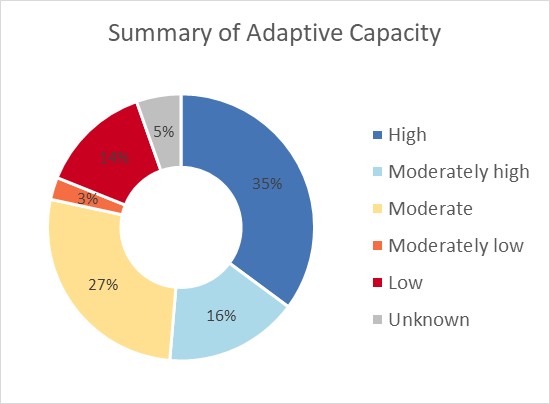 Summary of Adaptive Capacity
5%
14%
35%
3%
27%
16%
High
Moderately high
Moderate
Moderately low
Low
Unknown